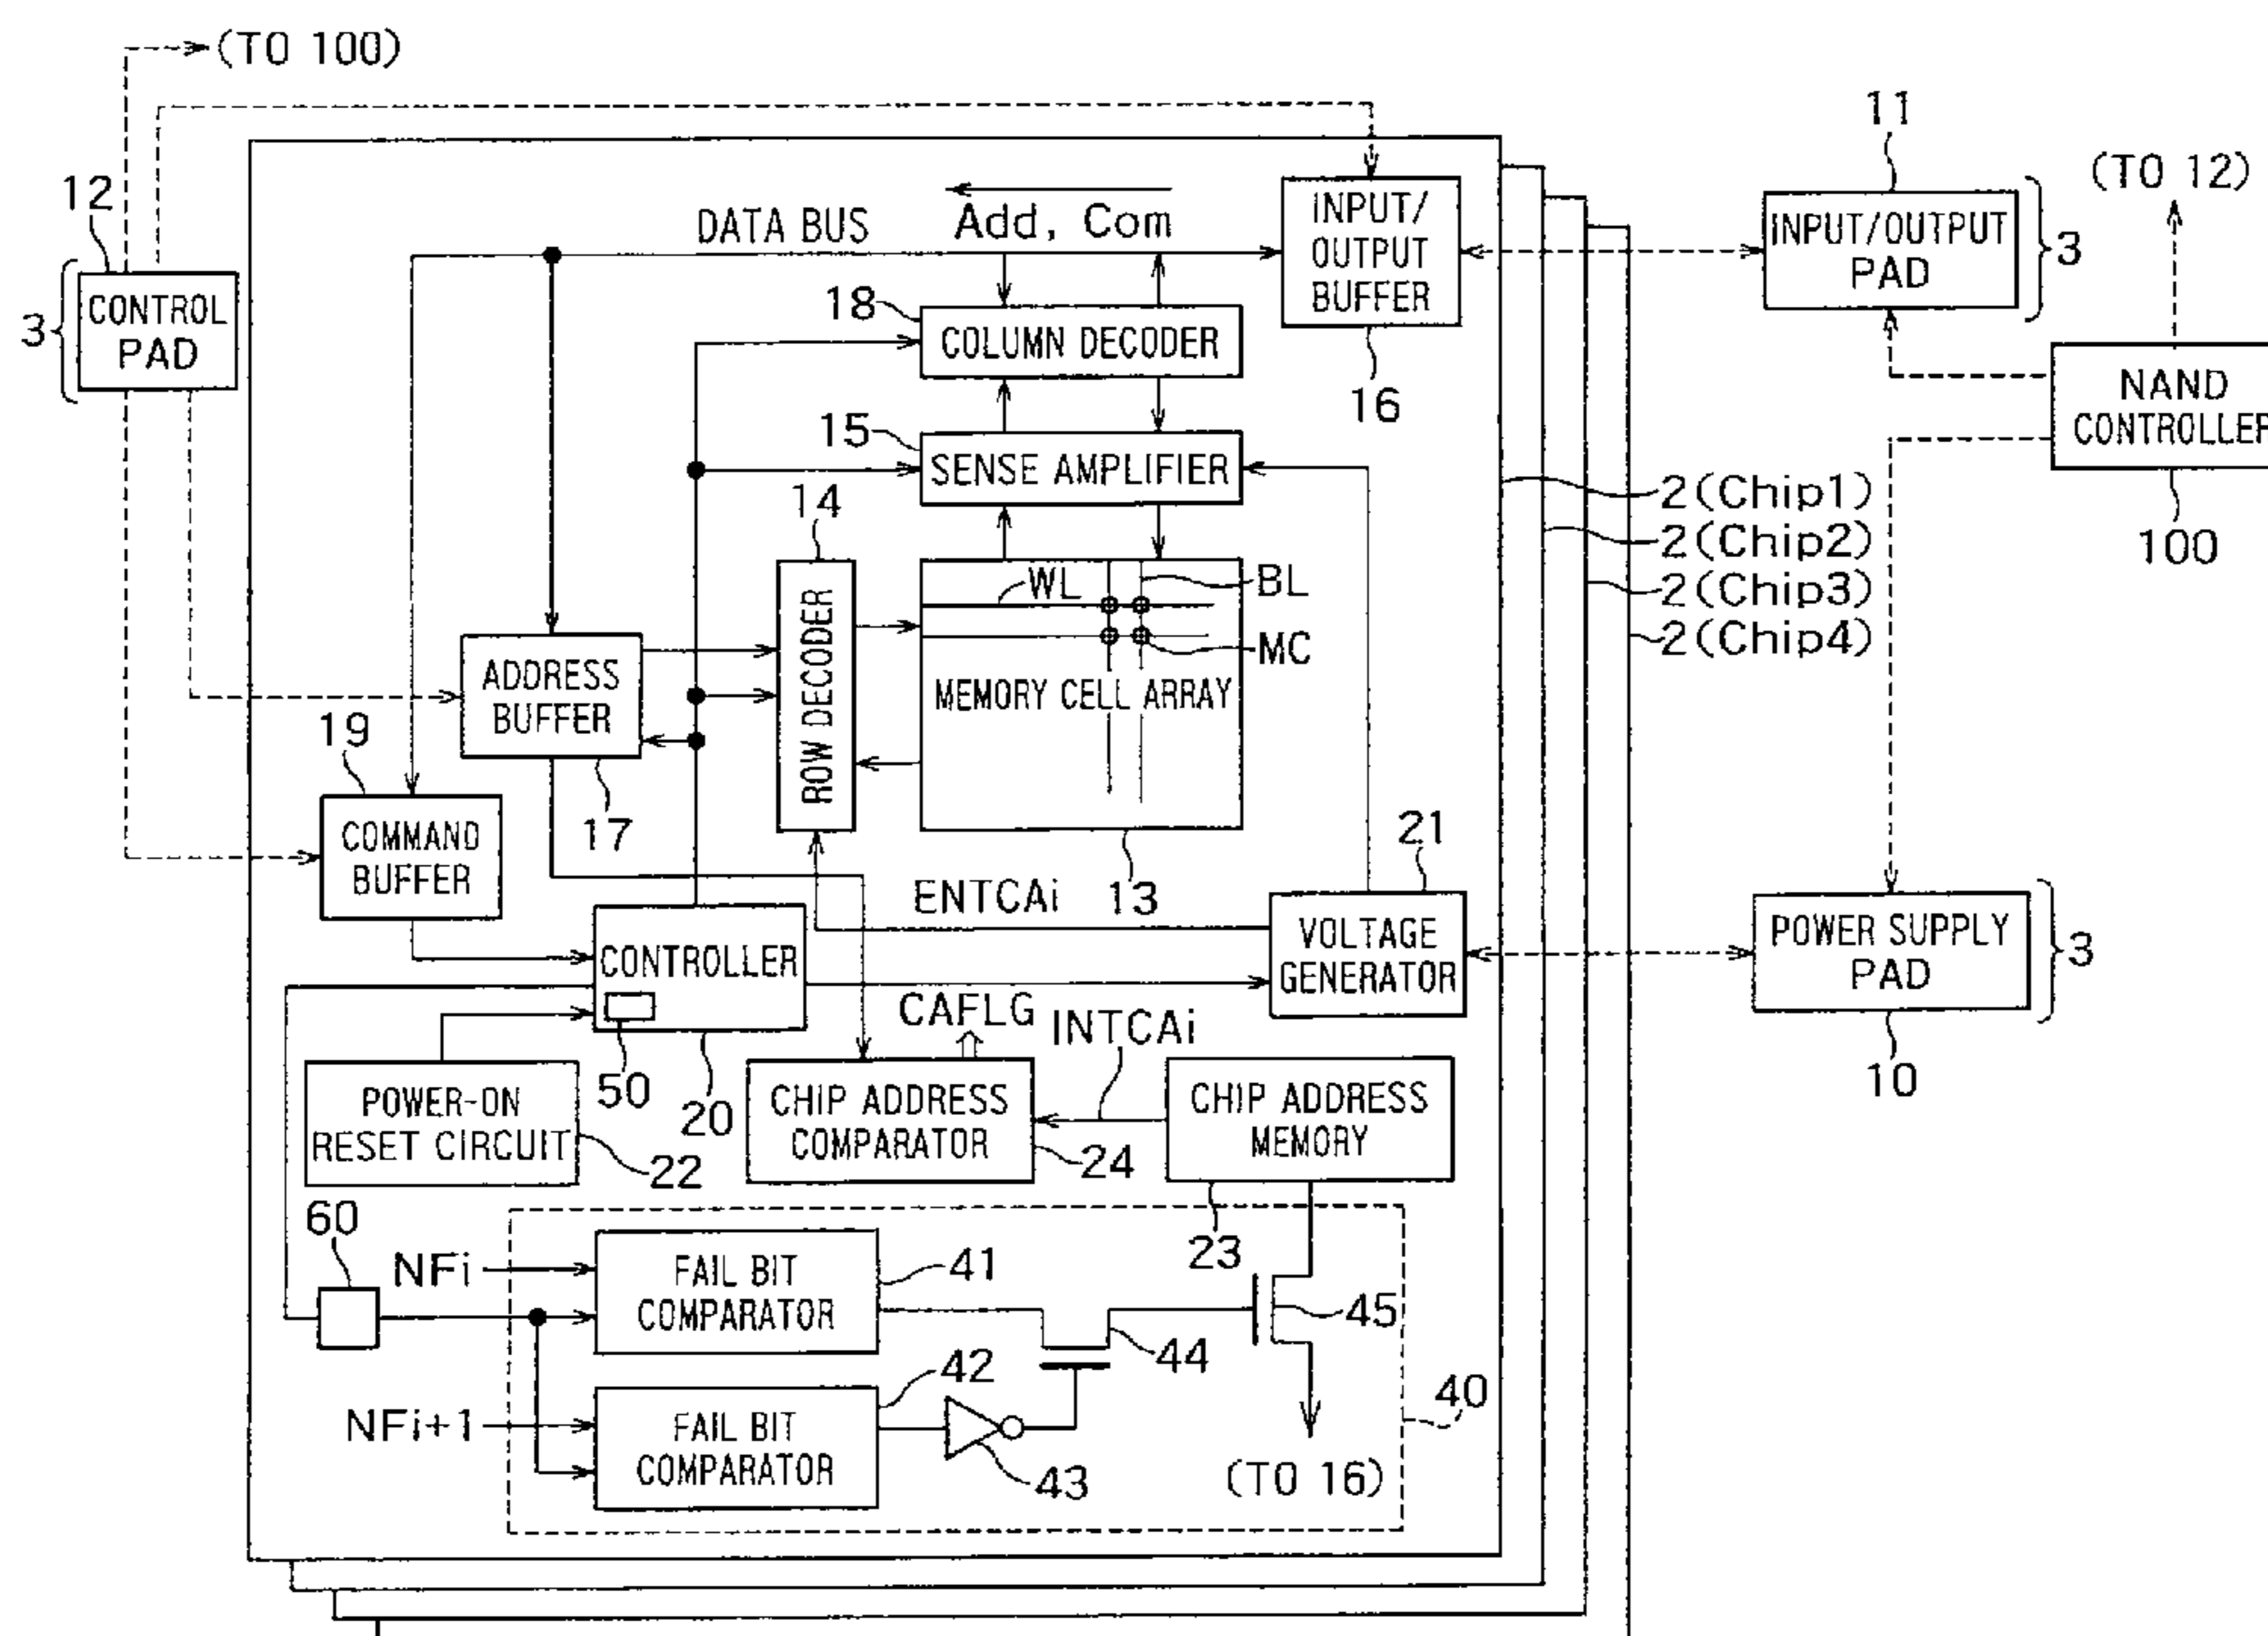 (TO 100)
11
(TO 12)
12
3
CONTROL
PAD
DATA BUS
Add, Com
INPUT/
OUTPUT
BUFFER
16
INPUT/OUTPUT
PAD
3
18
COLUMN DECODER
NAND
CONTROLLER
100
15
SENSE AMPLIFIER
14
ROW DECODER
2(Chip1)
2(Chip2)
2(Chip3)
2(Chip4)
WL
BL
MC
MEMORY CELL ARRAY
13
ADDRESS
BUFFER
17
19
COMMAND
BUFFER
ENTCAi
21
VOLTAGE
GENERATOR
POWER SUPPLY
PAD
3
10
CONTROLLER
50
20
CAFLG
INTCAi
POWER-ON
RESET CIRCUIT
22
CHIP ADDRESS
COMPARATOR
24
CHIP ADDRESS
MEMORY
23
60
NFi
FAIL BIT
COMPARATOR
41
44
45
NFi+1
FAIL BIT
COMPARATOR
42
43
40
(TO 16)